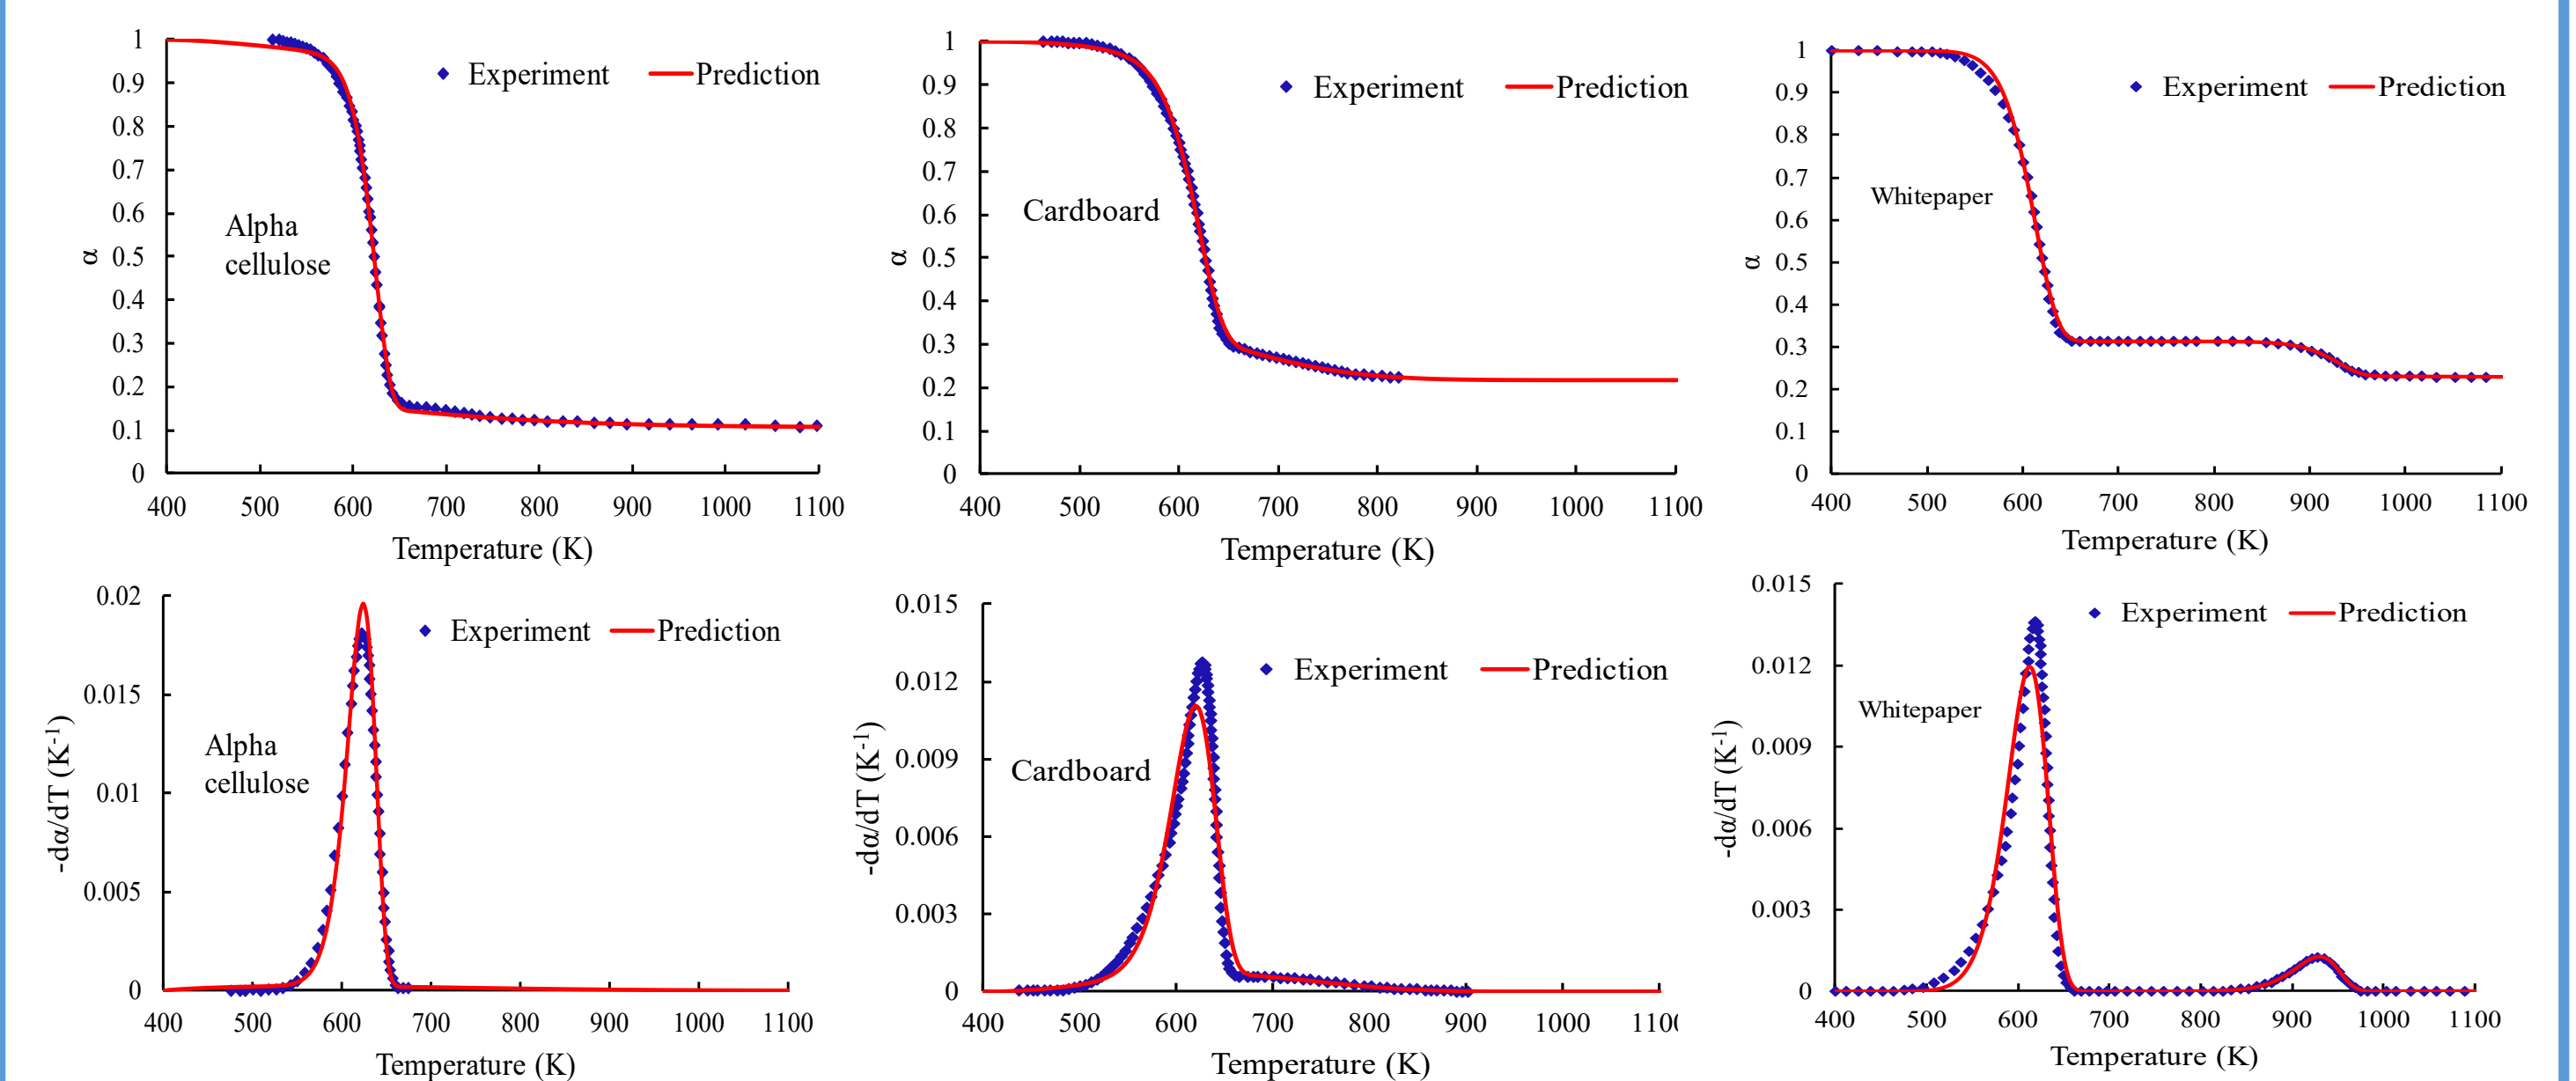 1
0.9
0.8
0.7
0.6
0.5
0.4
0.3
0.2
0.1
0
α
Experiment
Prediction
Alpha
cellulose
400 500 600 700 800 900 1000 1100
Temperature (K)
1
0.9
0.8
0.7
0.6
0.5
0.4
0.3
0.2
0.1
0
α
Experiment
Prediction
Cardboard
400 500 600 700 800 900 1000 1100
Temperature (K)
1
0.9
0.8
0.7
0.6
0.5
0.4
0.3
0.2
0.1
0
α
Experiment
Prediction
Whitepaper
400 500 600 700 800 900 1000 1100
Temperature (K)
0.02
0.015
0.01
0.005
0
-dα/dT (K⁻¹)
Experiment
Prediction
Alpha
cellulose
400 500 600 700 800 900 1000 1100
Temperature (K)
0.015
0.012
0.009
0.006
0.003
0
-dα/dT (K⁻¹)
Experiment
Prediction
Cardboard
400 500 600 700 800 900 1000 110
Temperature (K)
0.015
0.012
0.009
0.006
0.003
0
-dα/dT (K⁻¹)
Experiment
Prediction
Whitepaper
400 500 600 700 800 900 1000 1100
Temperature (K)